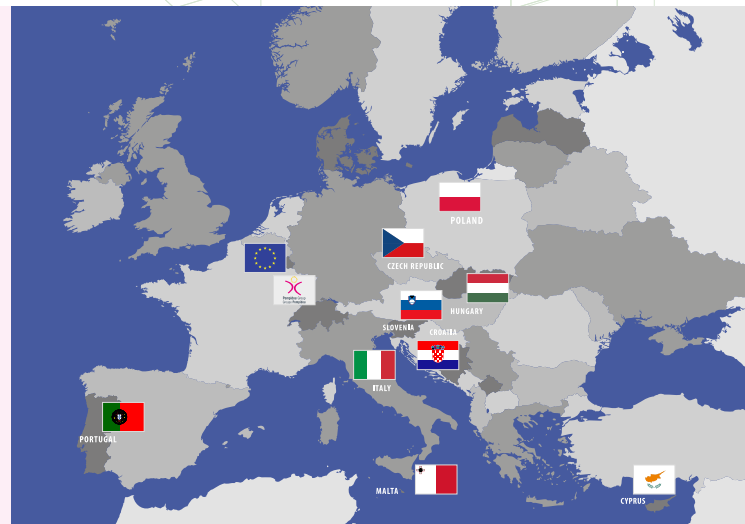 POLAND
CZECH REPUBLIC
HUNGARY
SLOVENIA
CROATIA
ITALY
PORTUGAL
MALTA
CYPRUS